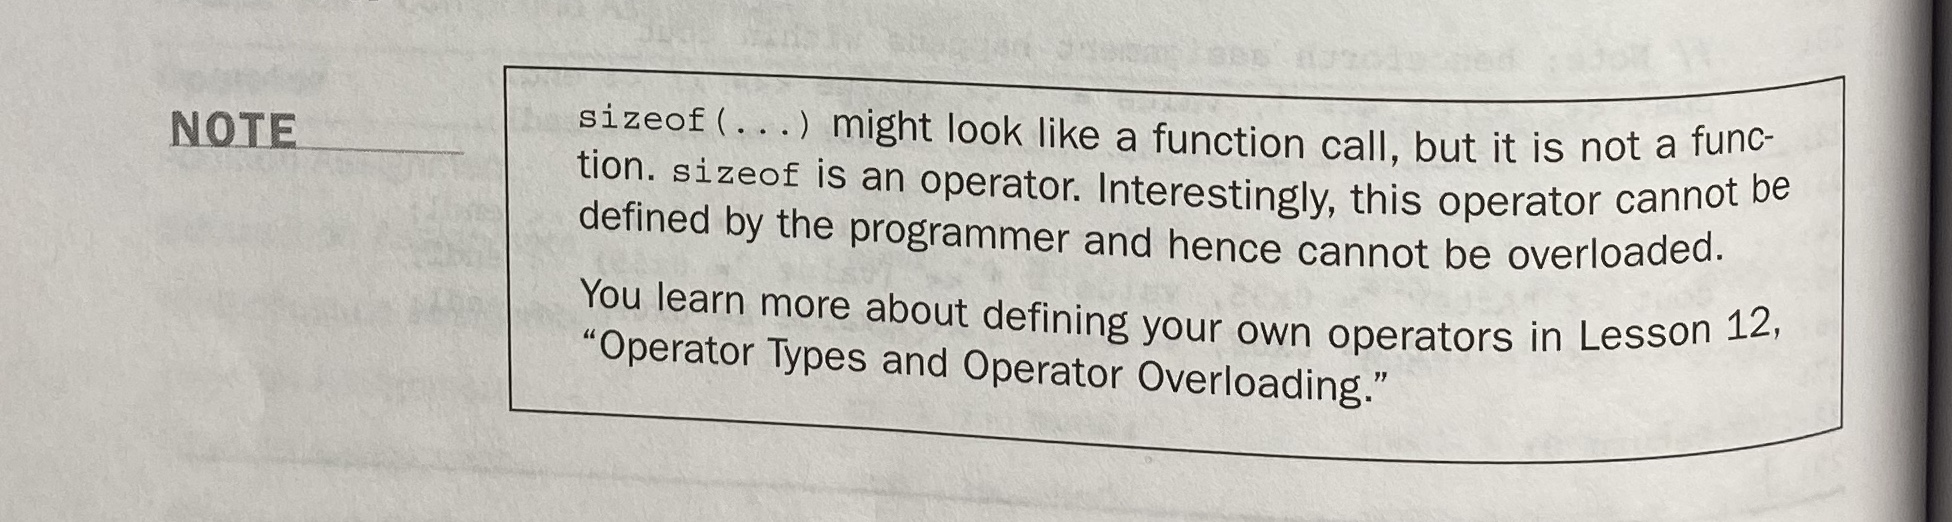 NOTE
sizeof(...) might look like a function call, but it is not a func-
tion. sizeof is an operator. Interestingly, this operator cannot be
defined by the programmer and hence cannot be overloaded.
You learn more about defining your own operators in Lesson 12,
“Operator Types and Operator Overloading.”